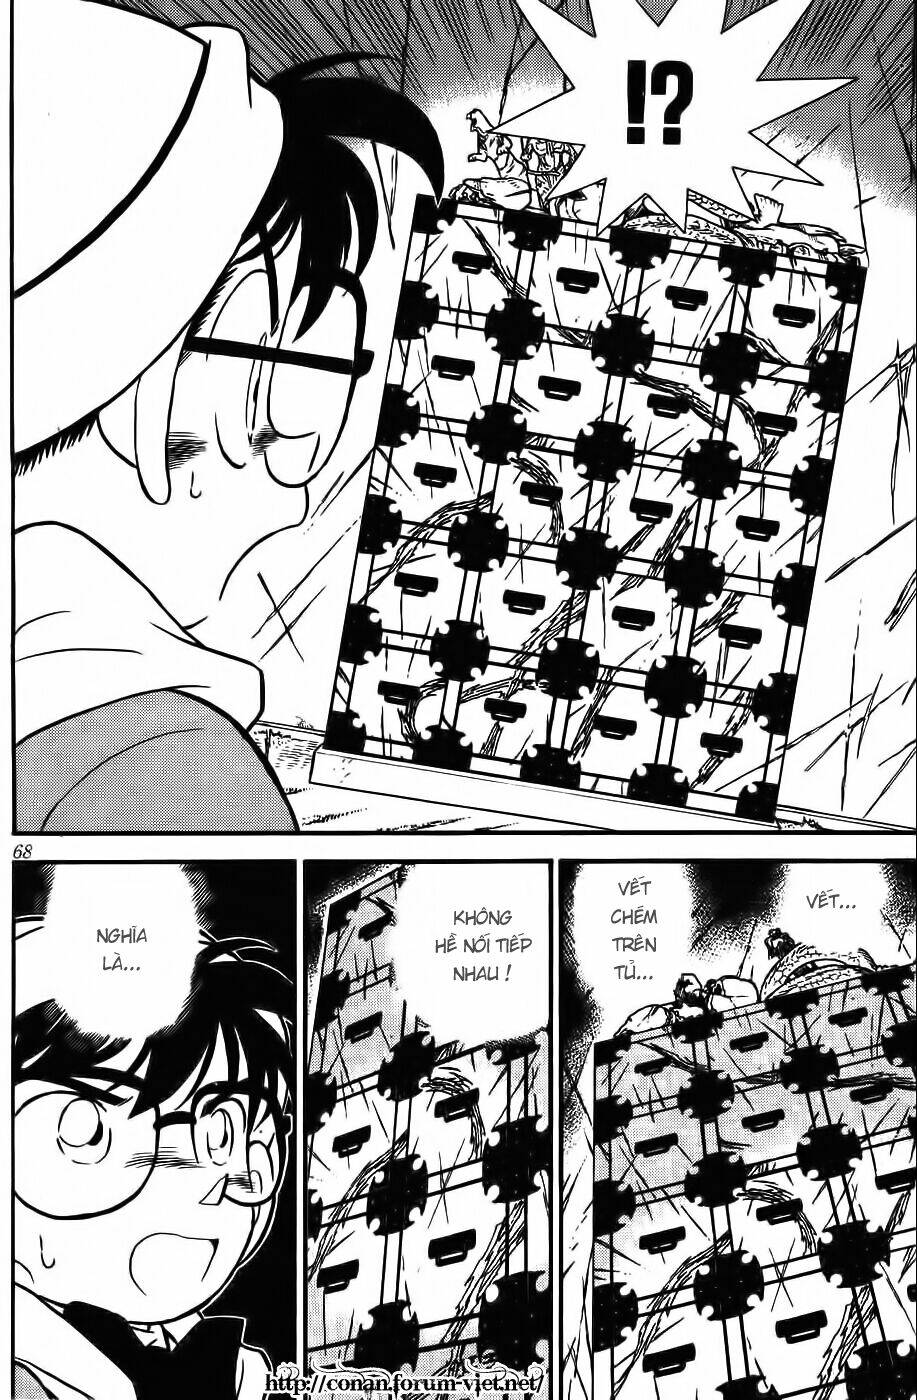 !?
68
VẾT...
VẾT
CHÉM
TRÊN
TỦ...
KHÔNG
HỀ NỐI TIẾP
NHAU !
NGHĨA
LÀ...
http://conan.forum-viet.net/